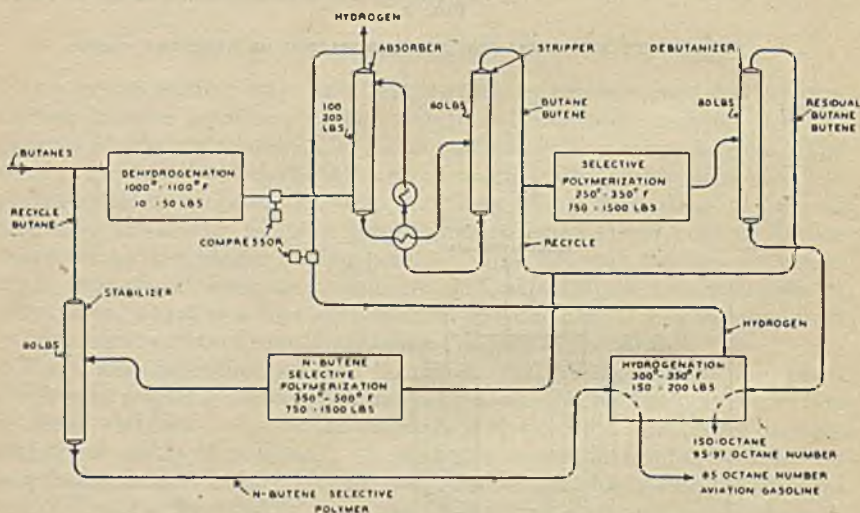 HYDROGEN
ABSORBER
STRIPPER
DEBUTANIZER
100
200
LBS
60 LBS
BUTANE
BUTENE
80 LBS
RESIDUAL
BUTANE
BUTENE
BUTANES
DEHYDROGENATION
1000° - 1100° F
10 - 50 LBS
SELECTIVE
POLYMERIZATION
250° - 350° F
750 - 1500 LBS
RECYCLE
BUTANE
COMPRESSOR
RECYCLE
STABILIZER
HYDROGEN
80 LBS
N-BUTENE
SELECTIVE
POLYMERIZATION
350° - 500° F
750 - 1500 LBS
HYDROGENATION
300° - 350° F
150 - 200 LBS
ISO-OCTANE
95-97 OCTANE NUMBER
85 OCTANE NUMBER
AVIATION GASOLINE
N-BUTENE SELECTIVE
POLYMER